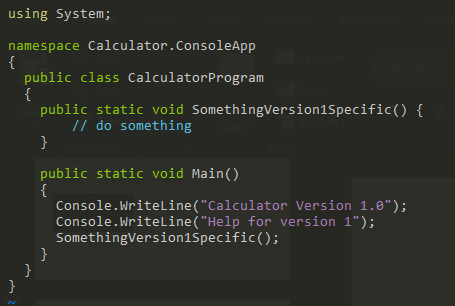 using System;

namespace Calculator.ConsoleApp
{
  public class CalculatorProgram
  {
    public static void SomethingVersion1Specific() {
        // do something
    }

    public static void Main()
    {
      Console.WriteLine("Calculator Version 1.0");
      Console.WriteLine("Help for version 1");
      SomethingVersion1Specific();
    }
  }
}
~